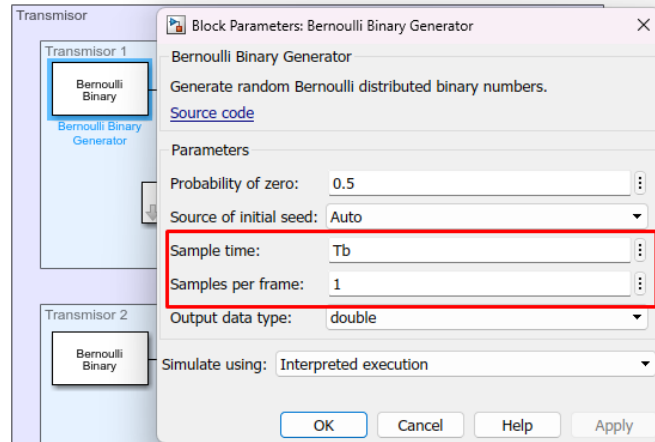 Transmisor
Transmisor 1
Bernoulli
Binary
Bernoulli Binary
Generator
Transmisor 2
Bernoulli
Binary
Block Parameters: Bernoulli Binary Generator
Bernoulli Binary Generator
Generate random Bernoulli distributed binary numbers.
Source code
Parameters
Probability of zero: 0.5
Source of initial seed: Auto
Sample time: Tb
Samples per frame: 1
Output data type: double
Simulate using: Interpreted execution
OK Cancel Help Apply